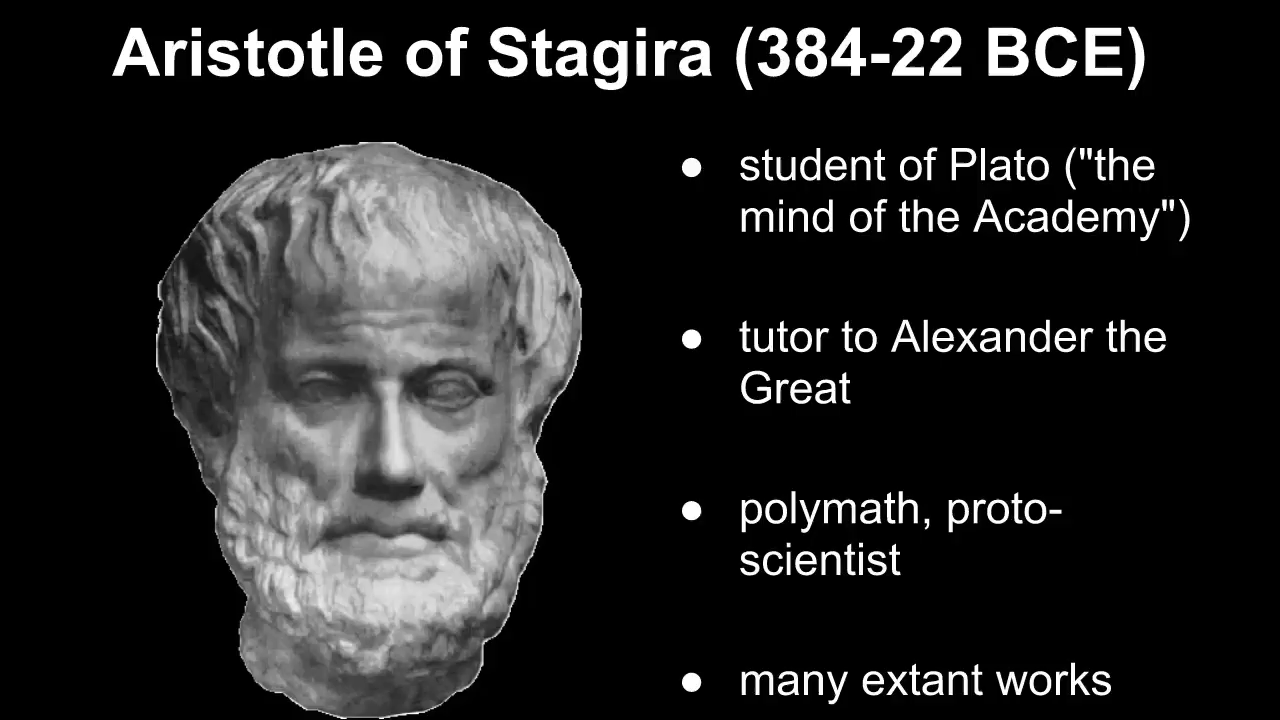 Aristotle of Stagira (384-22 BCE)
● student of Plato ("the
mind of the Academy")
● tutor to Alexander the
Great
● polymath, proto-
scientist
● many extant works